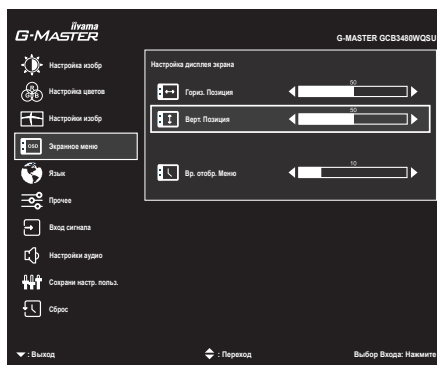 iiyama
G-MASTER
G-MASTER GCB3480WQSU
Настройка изобр
Настройка цветов
RGB
Настройки изобр
OSD Экранное меню
Язык
Прочее
Вход сигнала
Настройки аудио
Сохрани настр. польз.
Сброс
Настройка дисплея экрана
Гориз. Позиция 50
Верт. Позиция 50
Вр. отобр. Меню 10
: Выход
: Переход
Выбор Входа: Нажмите